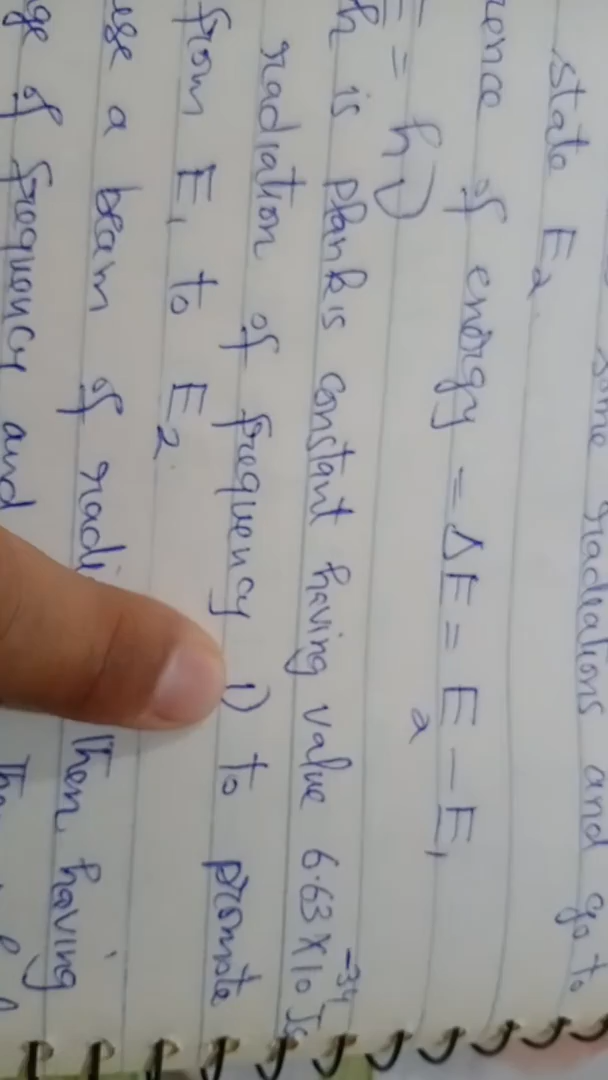 some radiations and go to
state E2.
rence of energy = ΔE = E2 - E1
= hν
h is plank's constant having value 6.63 X 10-34 Js
radiation of frequency ν to promote
from E1 to E2.
use a beam of radi then having
ge of frequency and